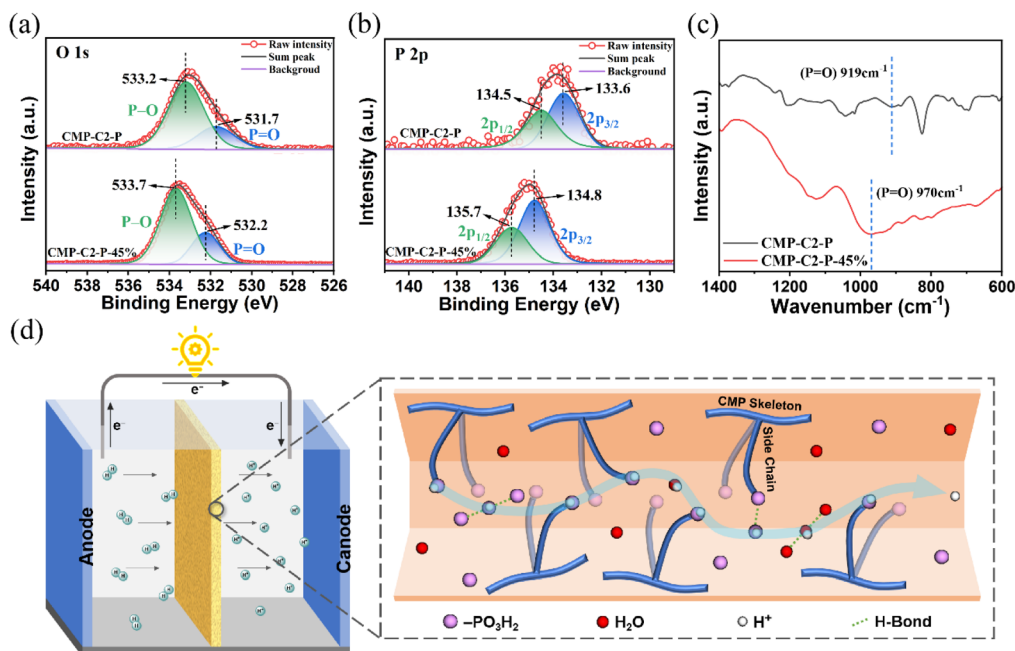 (a)
O 1s
Raw intensity
Sum peak
Background
533.2
P–O
531.7
P=O
CMP-C2-P
533.7
P–O
532.2
P=O
CMP-C2-P-45%
Intensity (a.u.)
540 538 536 534 532 530 528 526
Binding Energy (eV)
(b)
P 2p
Raw intensity
Sum peak
Background
134.5
133.6
2p1/2
2p3/2
CMP-C2-P
135.7
134.8
2p1/2
2p3/2
CMP-C2-P-45%
Intensity (a.u.)
140 138 136 134 132 130
Binding Energy (eV)
(c)
(P=O) 919cm-1
(P=O) 970cm-1
CMP-C2-P
CMP-C2-P-45%
Intensity (a.u.)
1400 1200 1000 800 600
Wavenumber (cm-1)
(d)
e-
e-
e-
Anode
Canode
CMP Skeleton
Side Chain
–PO3H2
H2O
H+
H-Bond